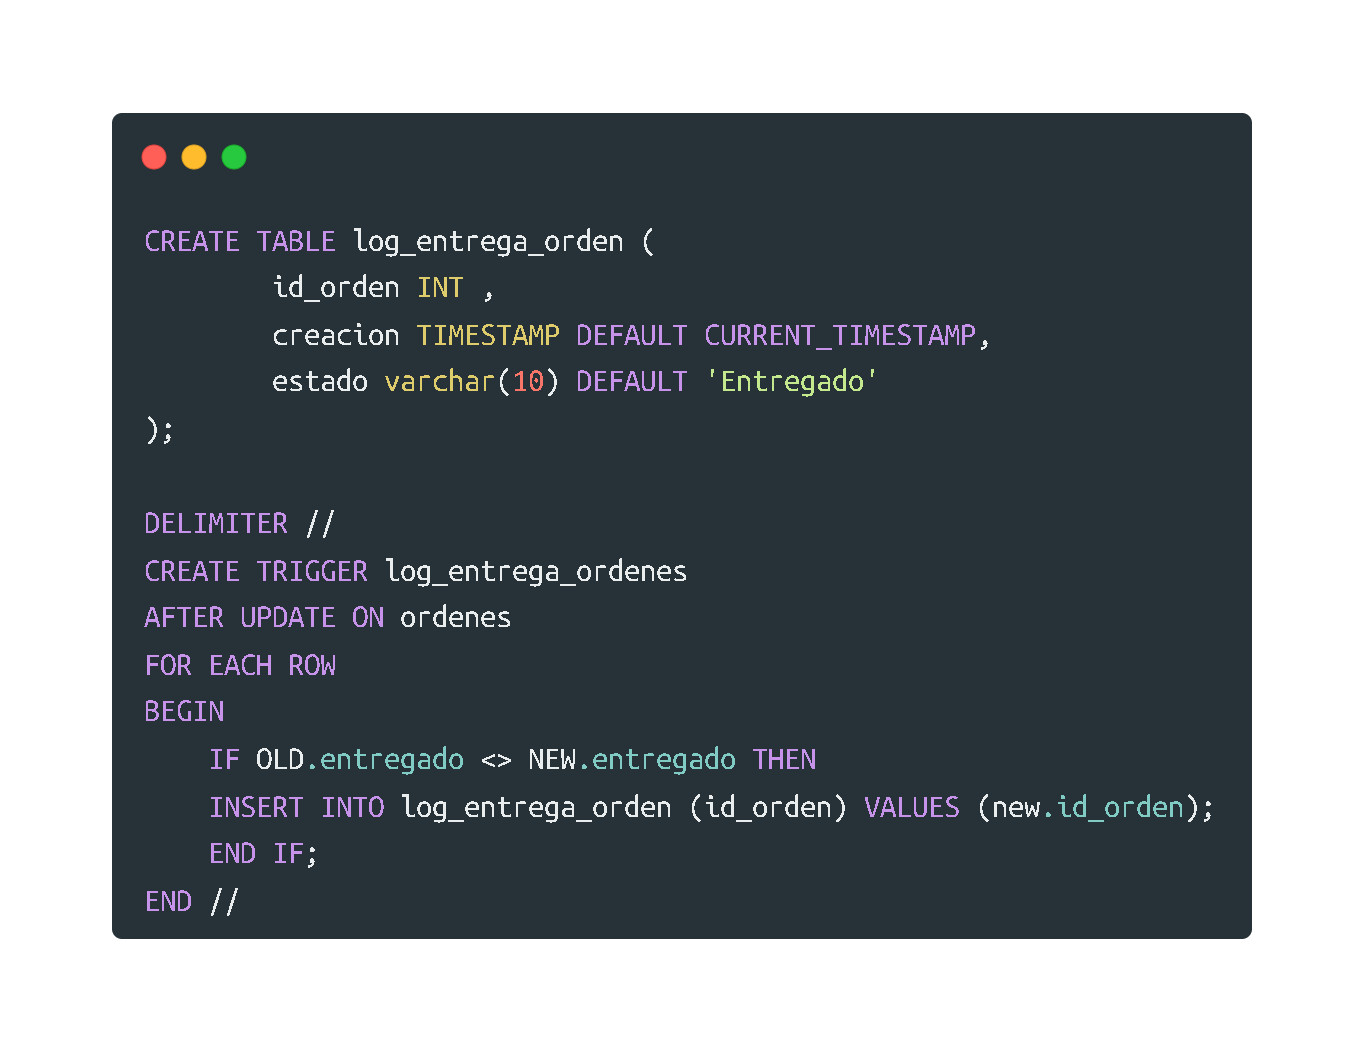 CREATE TABLE log_entrega_orden (
        id_orden INT ,
        creacion TIMESTAMP DEFAULT CURRENT_TIMESTAMP,
        estado varchar(10) DEFAULT 'Entregado'
);

DELIMITER //
CREATE TRIGGER log_entrega_ordenes
AFTER UPDATE ON ordenes
FOR EACH ROW
BEGIN
    IF OLD.entregado <> NEW.entregado THEN
    INSERT INTO log_entrega_orden (id_orden) VALUES (new.id_orden);
    END IF;
END //